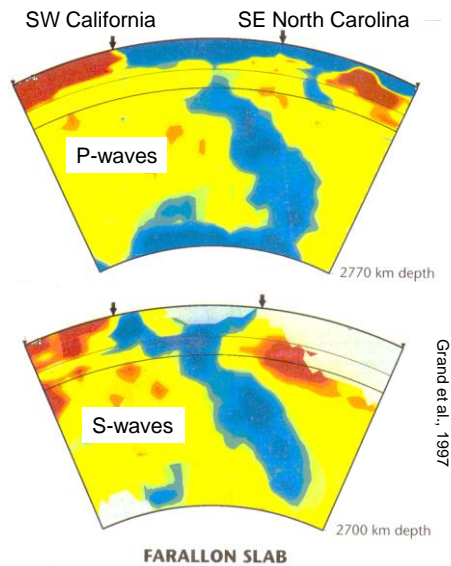 SW California SE North Carolina
P-waves
2770 km depth
S-waves
Grand et al., 1997
2700 km depth
FARALLON SLAB